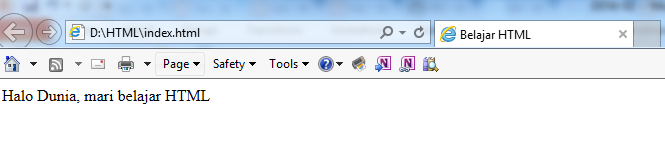 D:\HTML\index.html
Belajar HTML
Page Safety Tools
Halo Dunia, mari belajar HTML